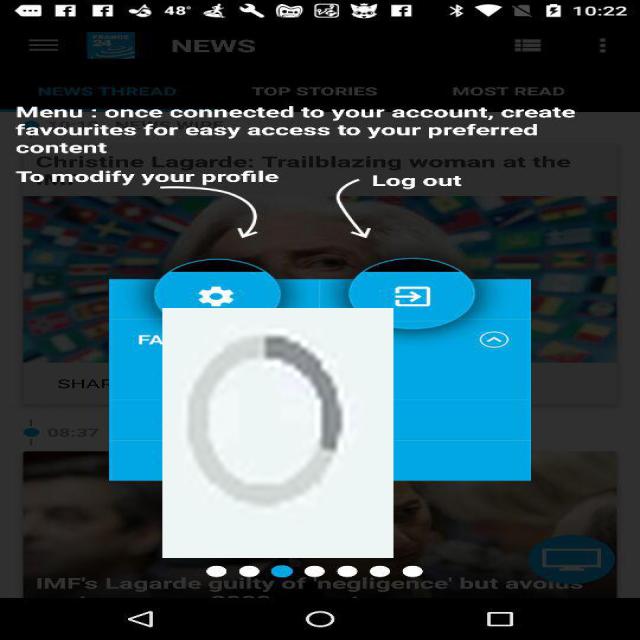 48°
10:22
FRANCE
24
NEWS
NEWS THREAD
TOP STORIES
MOST READ
Menu : once connected to your account, create
favourites for easy access to your preferred
content
Christine Lagarde: Trailblazing woman at the
To modify your profile
Log out
FA
SHAR
08:37
IMF's Lagarde guilty of 'negligence' but avoids